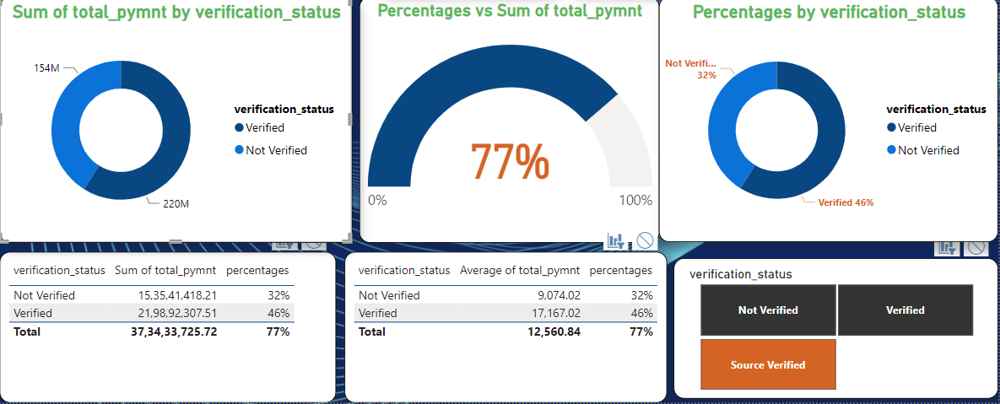 Sum of total_pymnt by verification_status
154M
220M
verification_status
Verified
Not Verified
Percentages vs Sum of total_pymnt
77%
0%
100%
Percentages by verification_status
Not Verifi...
32%
Verified 46%
verification_status
Verified
Not Verified
verification_status Sum of total_pymnt percentages
Not Verified 15,35,41,418.21 32%
Verified 21,98,92,307.51 46%
Total 37,34,33,725.72 77%
verification_status Average of total_pymnt percentages
Not Verified 9,074.02 32%
Verified 17,167.02 46%
Total 12,560.84 77%
verification_status
Not Verified
Verified
Source Verified